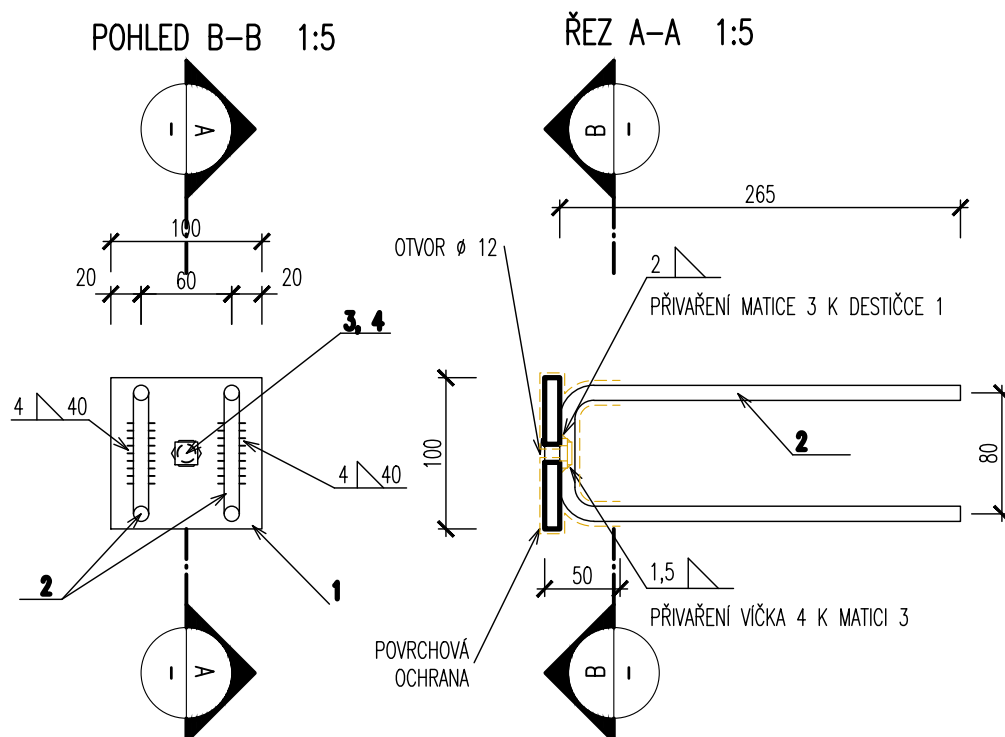 POHLED B–B 1:5
ŘEZ A–A 1:5
– A
B –
265
100
20 60 20
OTVOR ø 12
2
PŘIVAŘENÍ MATICE 3 K DESTIČCE 1
3, 4
4 40
4 40
100
2
80
2
1
50
1,5
PŘIVAŘENÍ VÍČKA 4 K MATICI 3
POVRCHOVÁ
OCHRANA
– A
B –